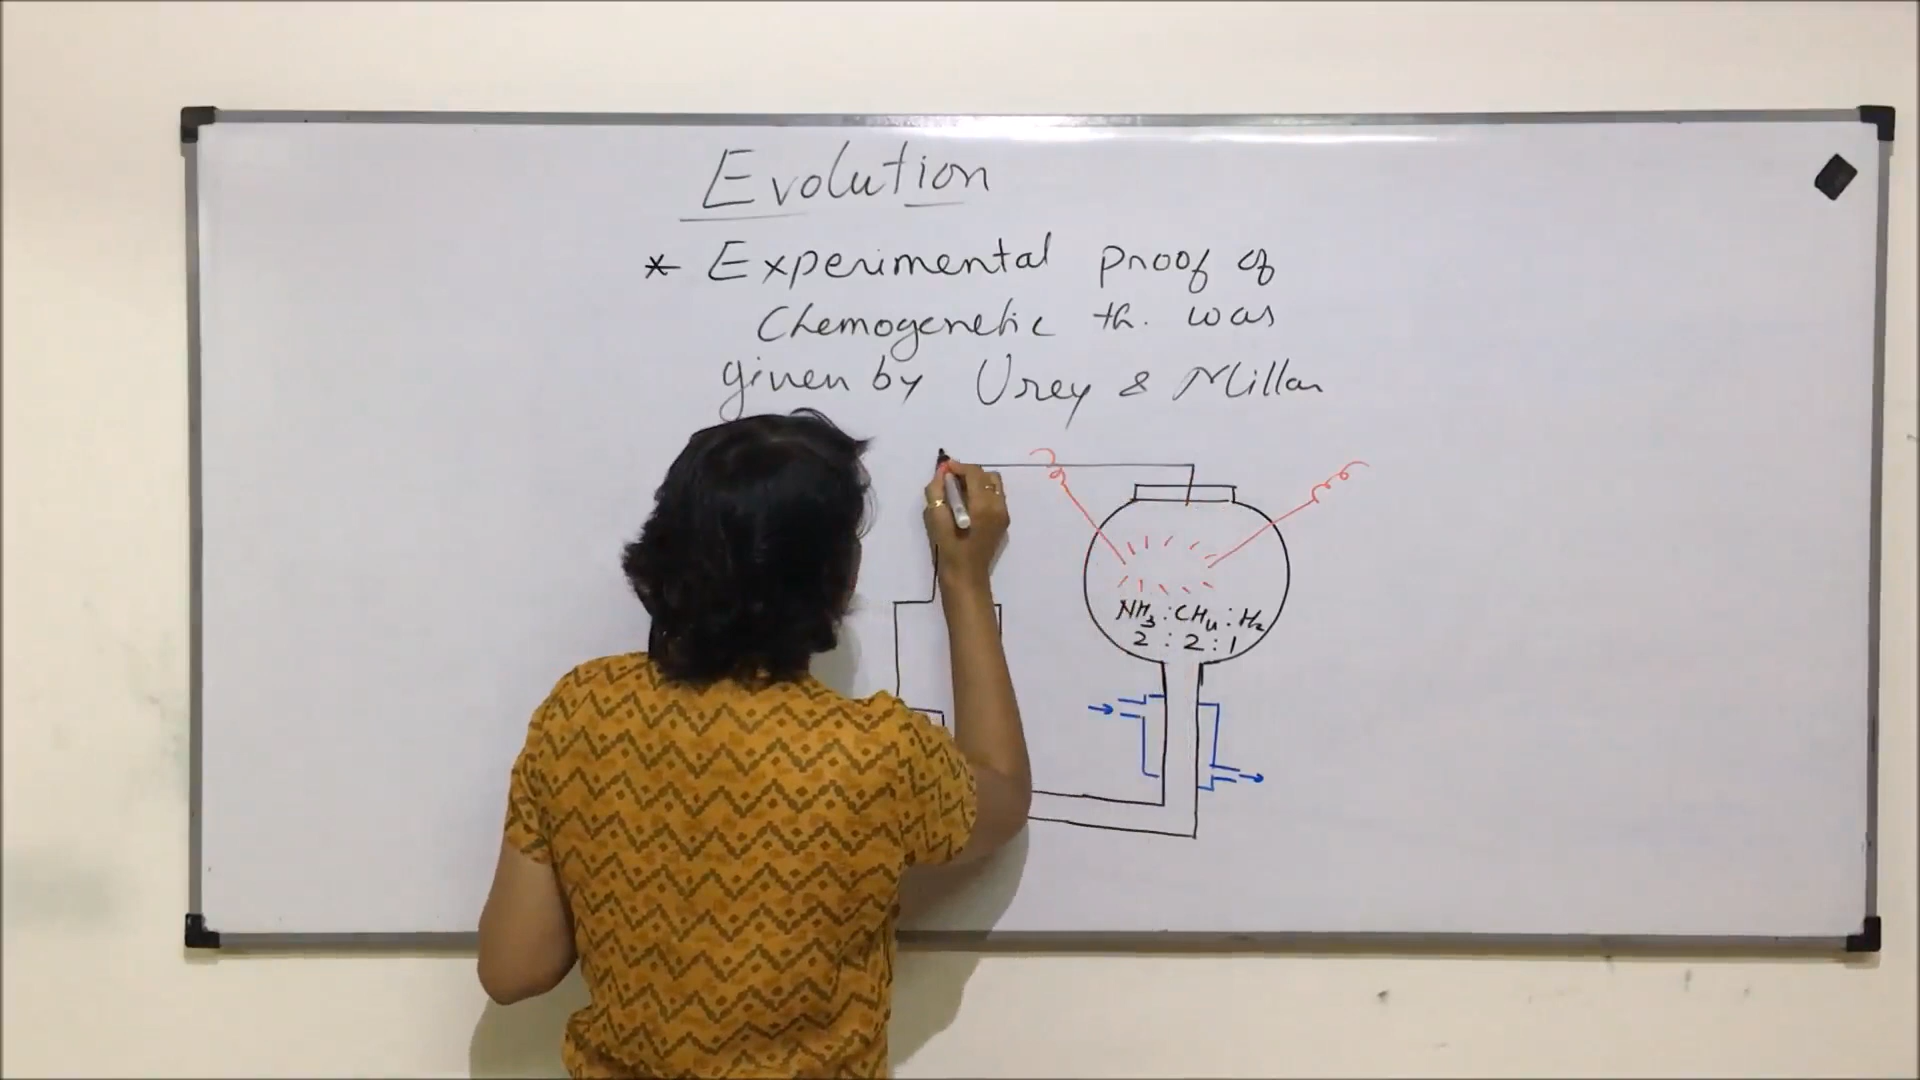 Evolution
* Experimental proof of
Chemogenetic th. was
given by Urey & Millar
NH3 : CH4 : H2
2 : 2 : 1